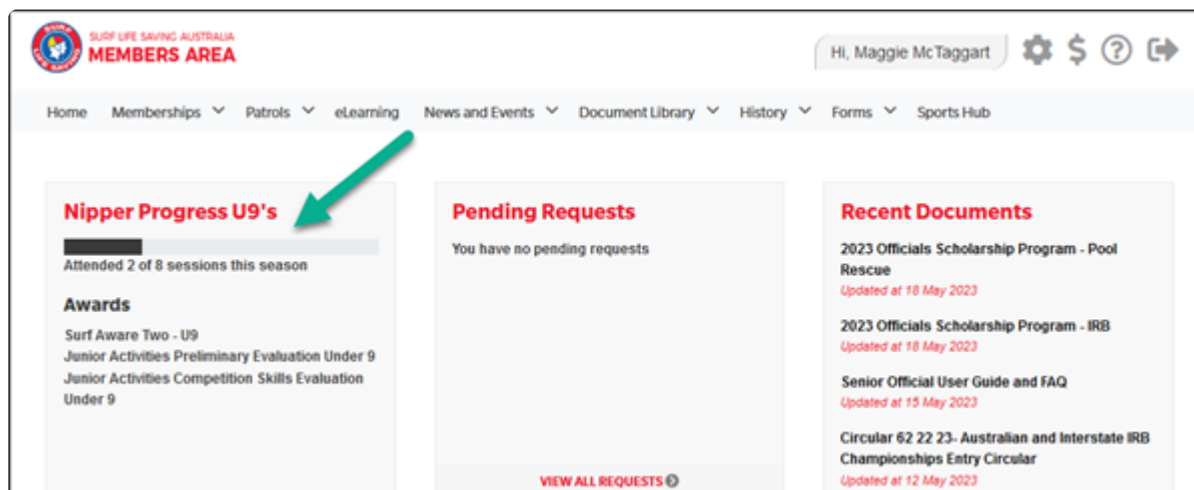 SURF LIFE SAVING AUSTRALIA
MEMBERS AREA
Hi, Maggie McTaggart
Home Memberships Patrols eLearning News and Events Document Library History Forms Sports Hub
Nipper Progress U9's
Attended 2 of 8 sessions this season
Awards
Surf Aware Two - U9
Junior Activities Preliminary Evaluation Under 9
Junior Activities Competition Skills Evaluation
Under 9
Pending Requests
You have no pending requests
VIEW ALL REQUESTS
Recent Documents
2023 Officials Scholarship Program - Pool
Rescue
Updated at 18 May 2023
2023 Officials Scholarship Program - IRB
Updated at 18 May 2023
Senior Official User Guide and FAQ
Updated at 15 May 2023
Circular 62 22 23- Australian and Interstate IRB
Championships Entry Circular
Updated at 12 May 2023